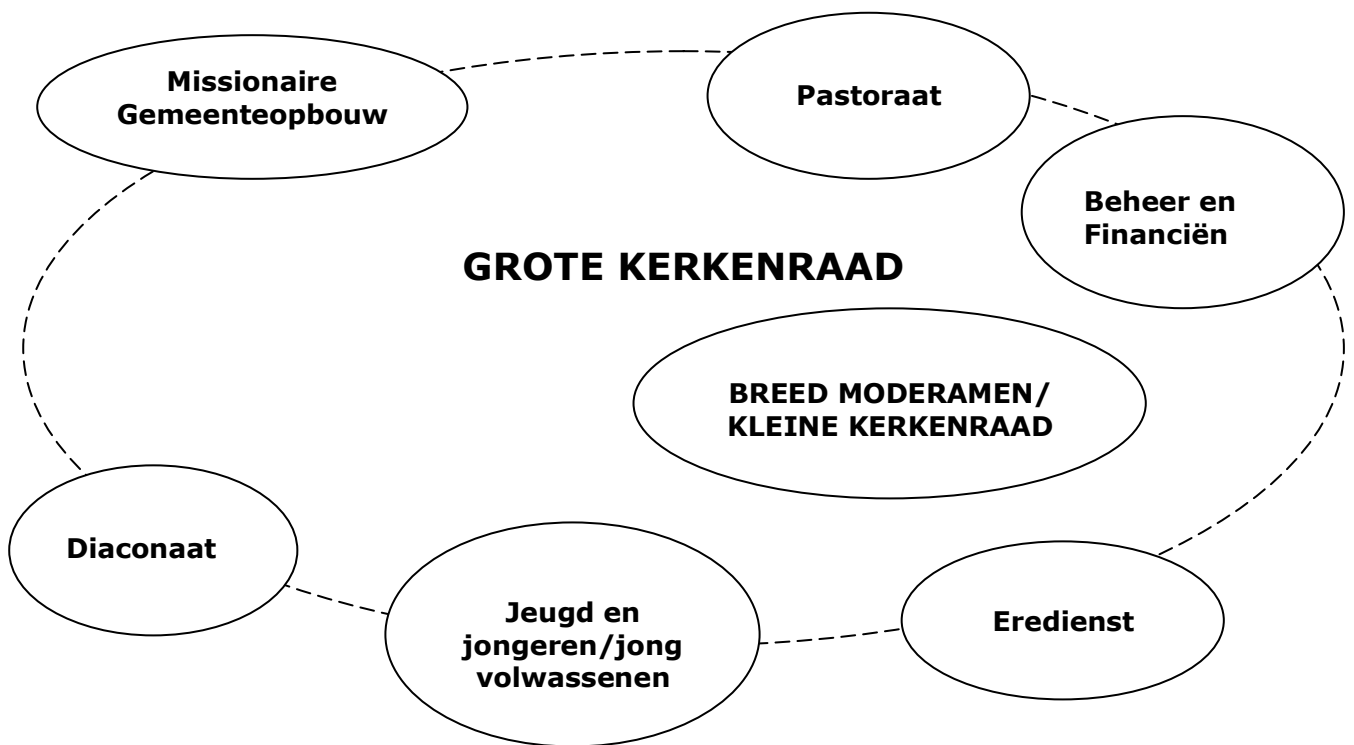 Missionaire
Gemeenteopbouw
Pastoraat
Beheer en
Financiën
GROTE KERKENRAAD
BREED MODERAMEN/
KLEINE KERKENRAAD
Diaconaat
Jeugd en
jongeren/jong
volwassenen
Eredienst